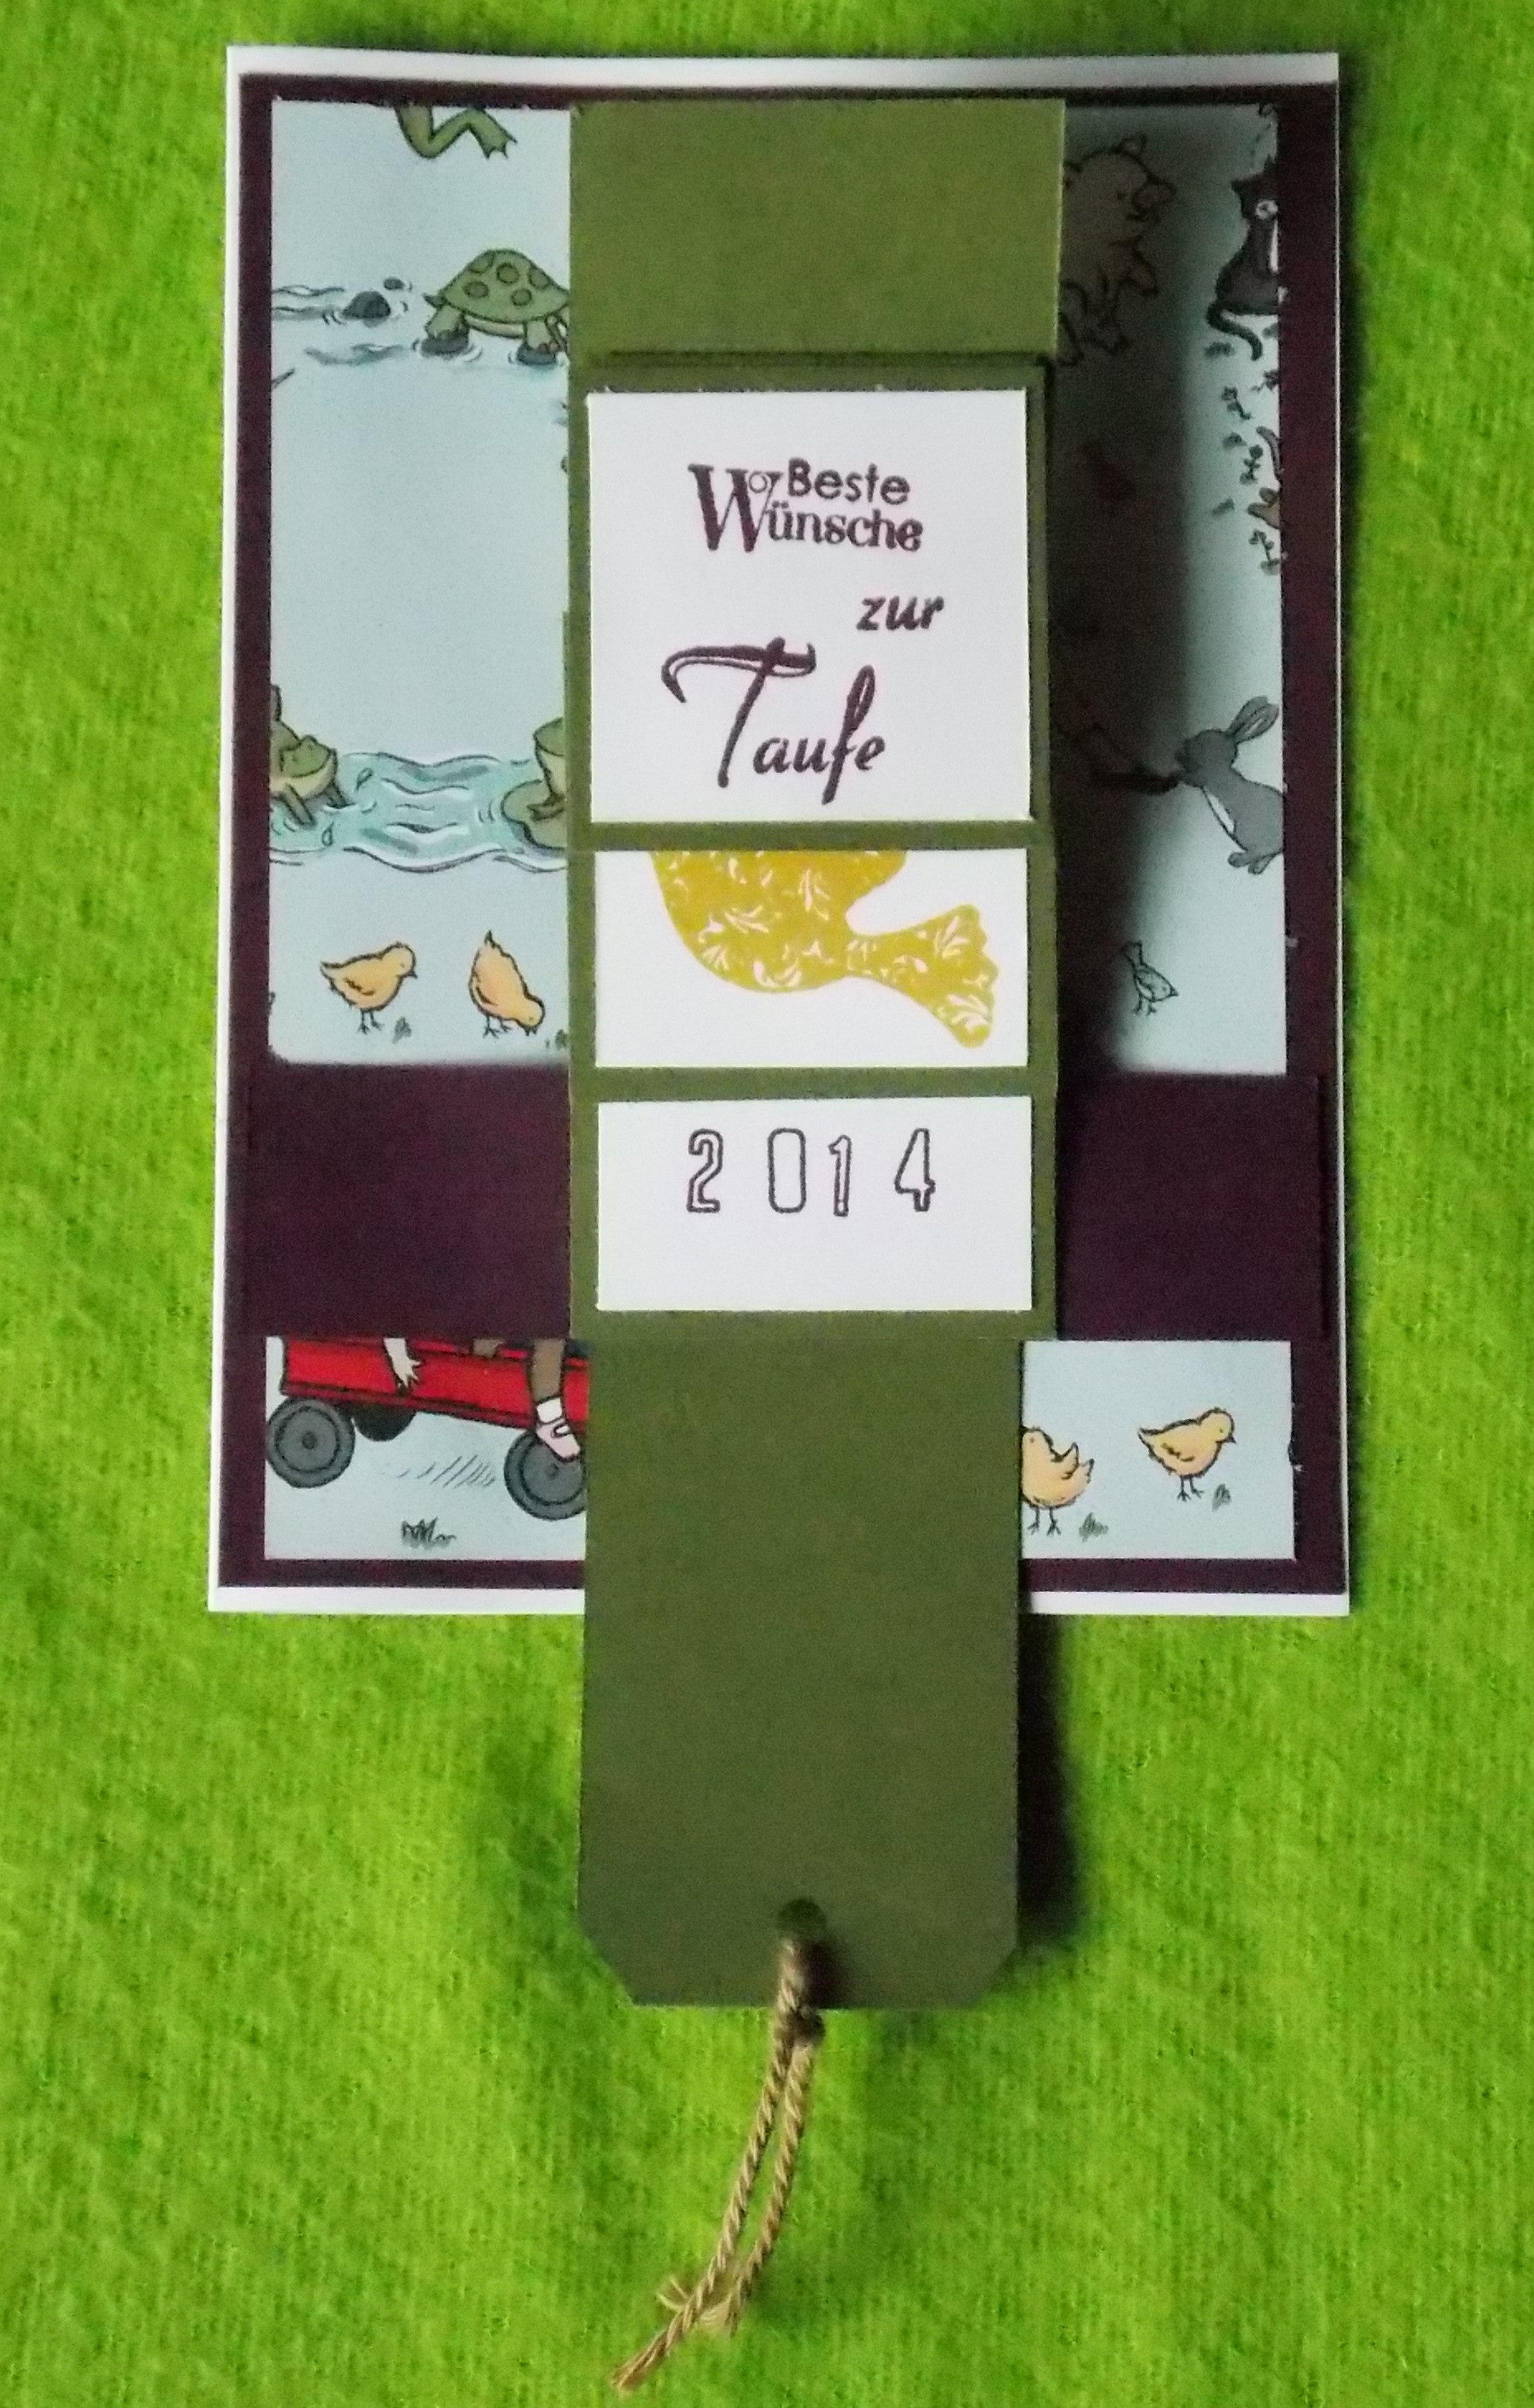 Beste
Wünsche
zur
Taufe
2014